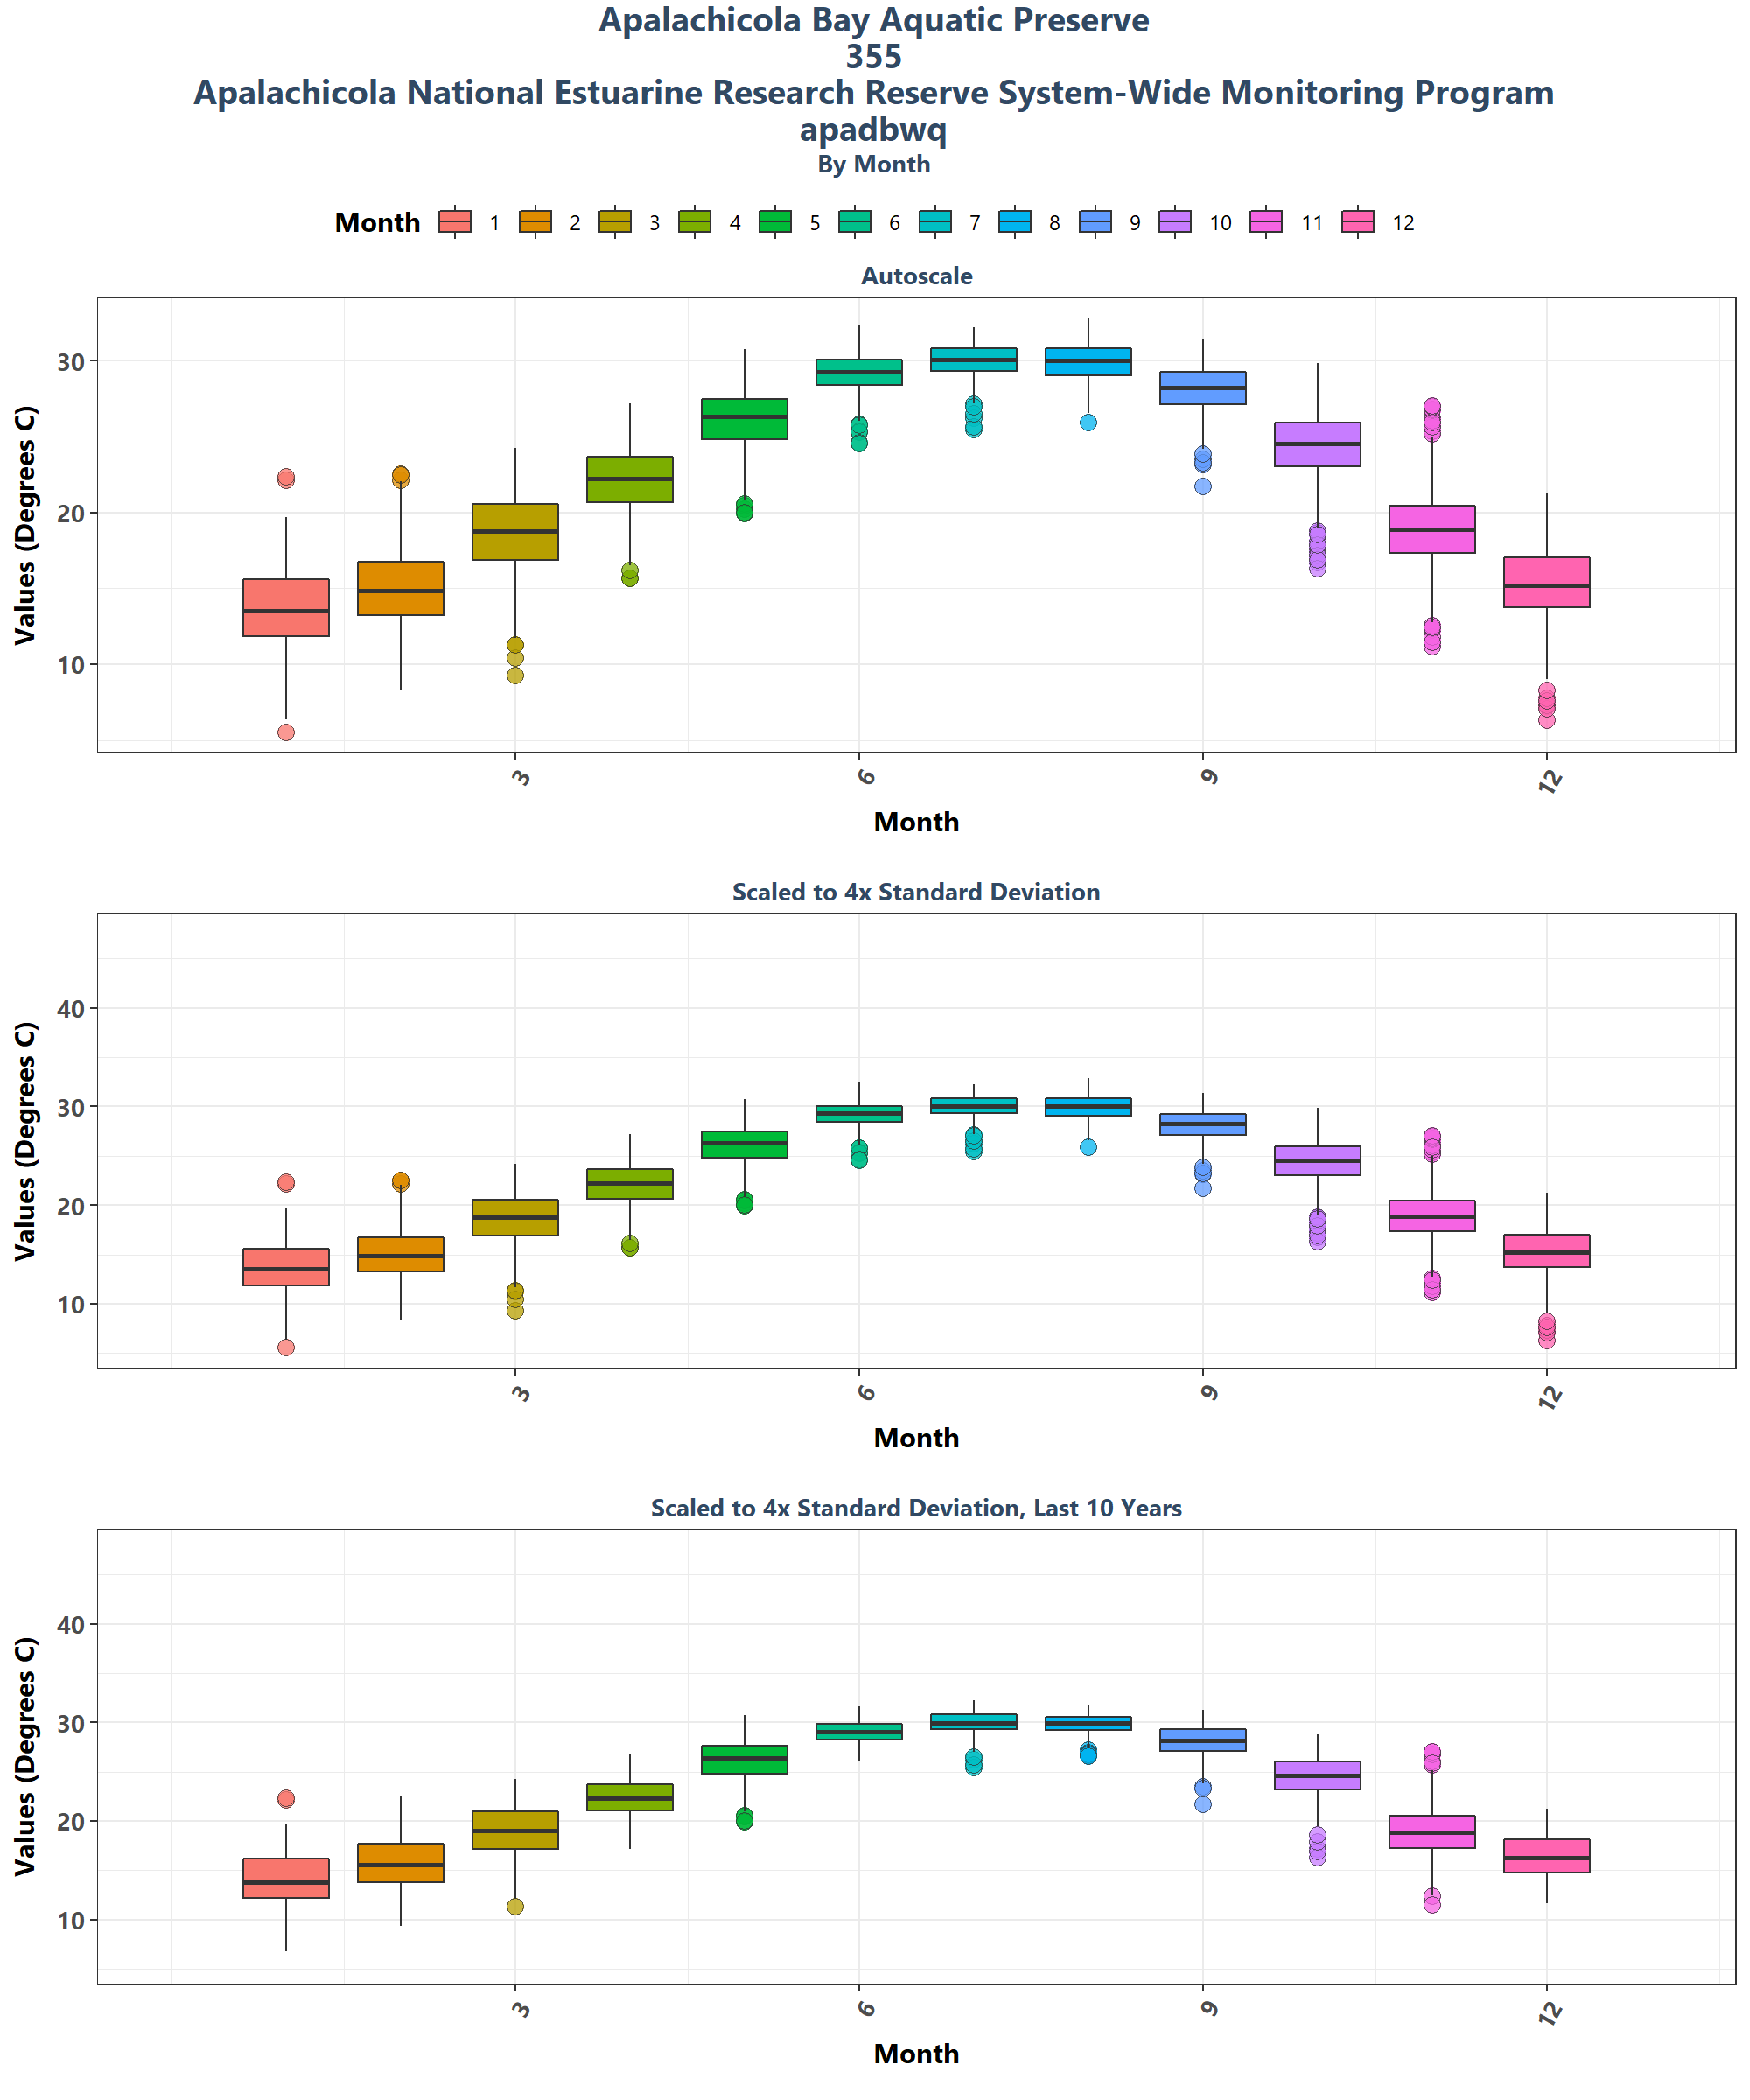 Apalachicola Bay Aquatic Preserve
355
Apalachicola National Estuarine Research Reserve System-Wide Monitoring Program
apadbwq
By Month
Month 1 2 3 4 5 6 7 8 9 10 11 12
Autoscale
Values (Degrees C)
30
20
10
3 6 9 12
Month
Scaled to 4x Standard Deviation
Values (Degrees C)
40
30
20
10
3 6 9 12
Month
Scaled to 4x Standard Deviation, Last 10 Years
Values (Degrees C)
40
30
20
10
3 6 9 12
Month